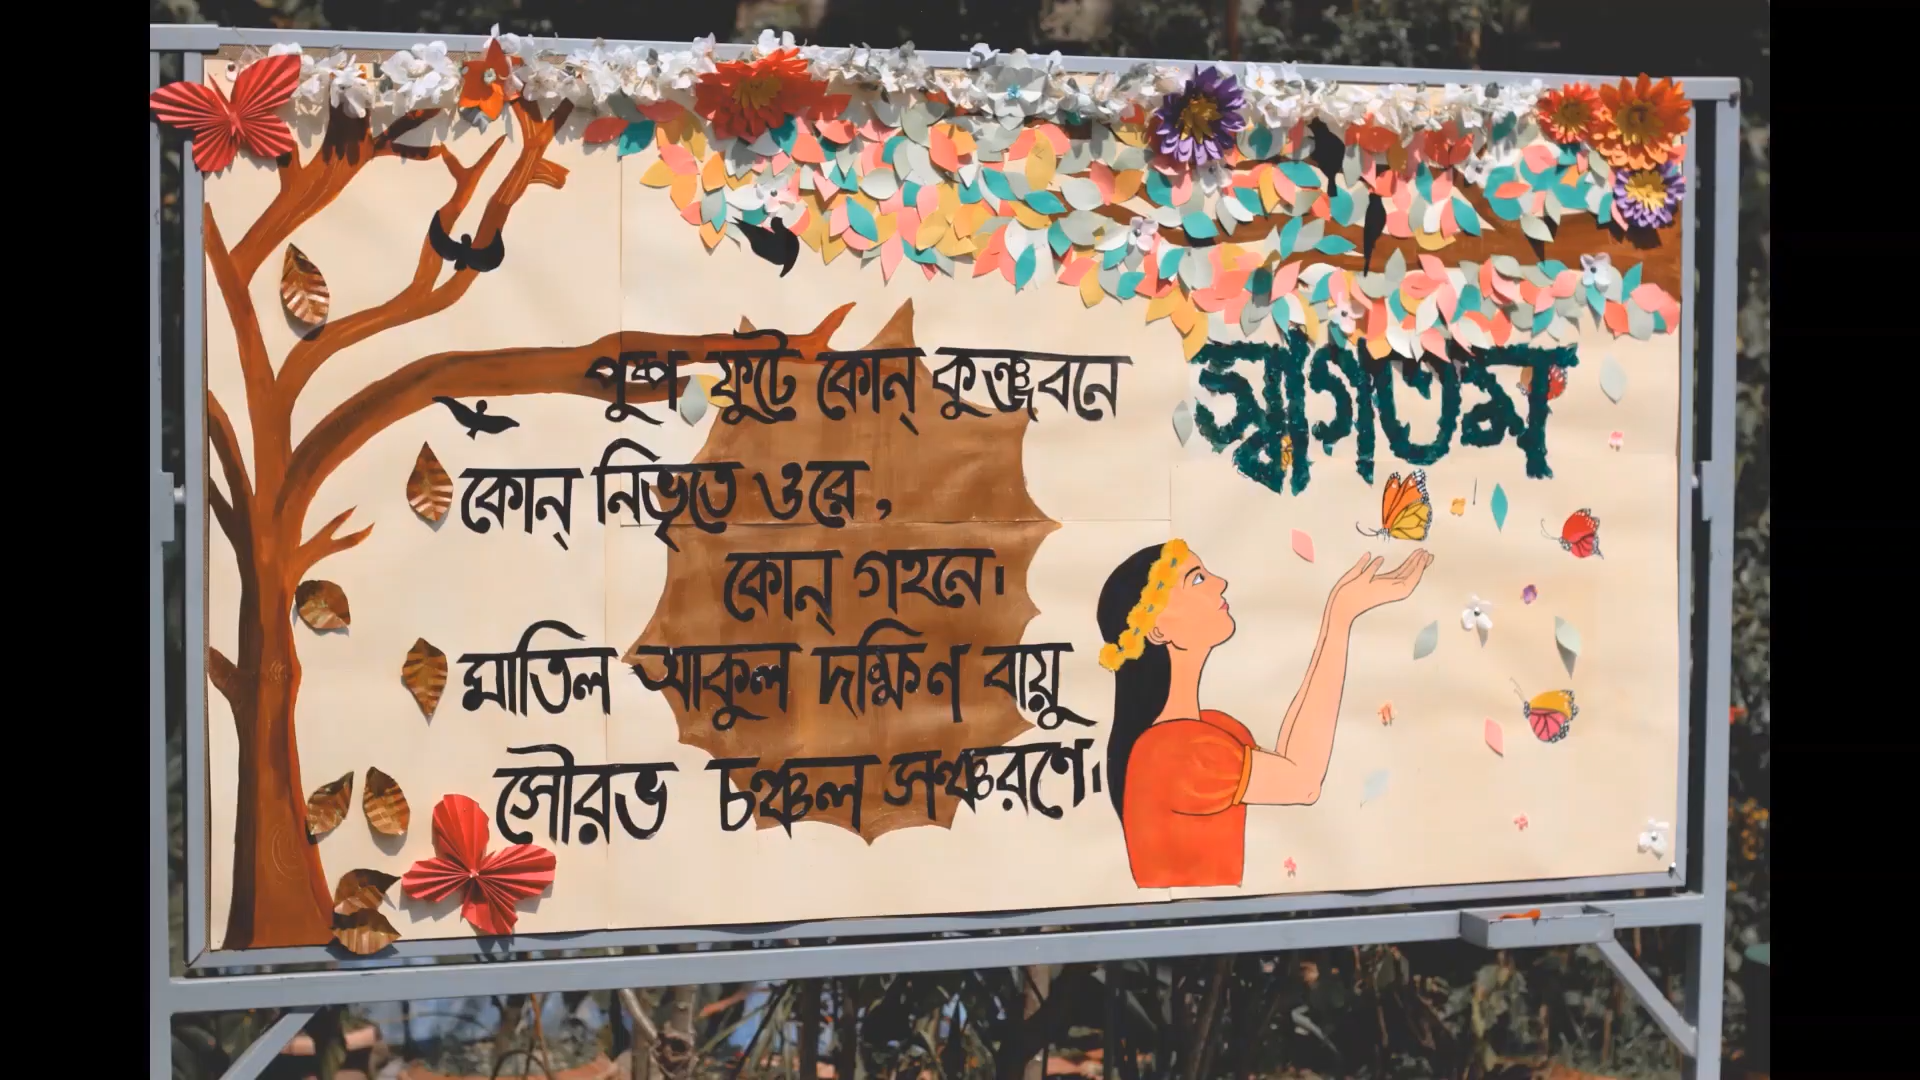 পুষ্প ফুটে কোন্ কুঞ্জবনে
কোন্ নিভৃতে ওরে,
কোন্ গহনে।
মাতিল আকুল দক্ষিণ বায়ু
সৌরভ চঞ্চল সঞ্চরণে।
স্বাগতম